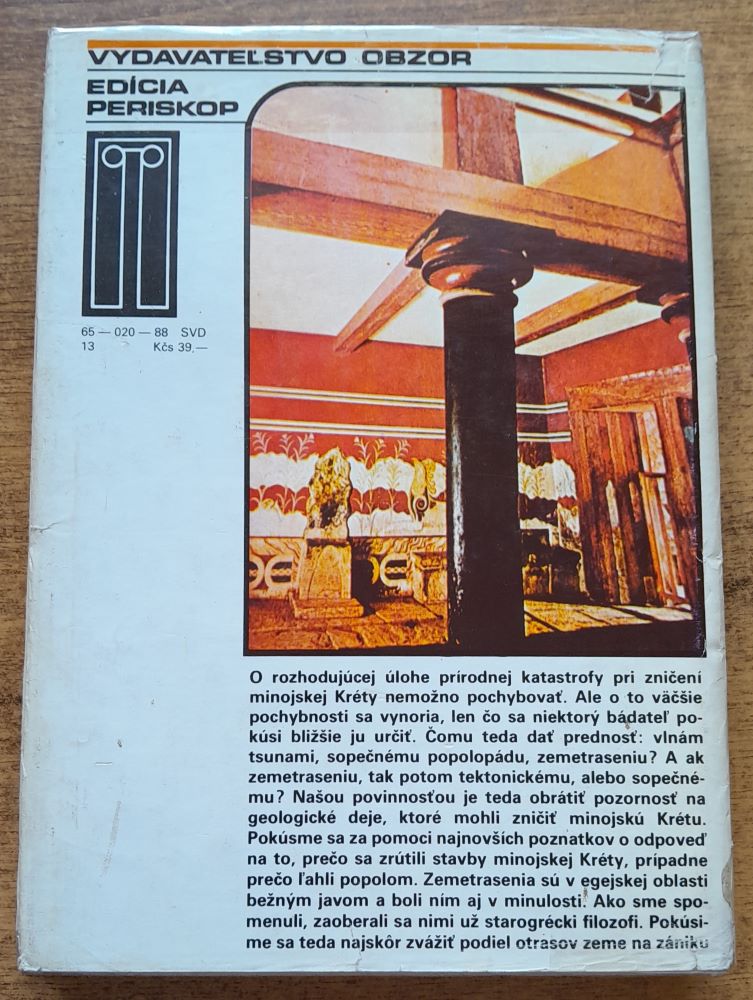 VYDAVATEĽSTVO OBZOR
EDÍCIA
PERISKOP
65 — 020 — 88 SVD
13 Kčs 39,—
O rozhodujúcej úlohe prírodnej katastrofy pri zničení
minojskej Kréty nemožno pochybovať. Ale o to väčšie
pochybnosti sa vynoria, len čo sa niektorý bádateľ po-
kúsi bližšie ju určiť. Čomu teda dať prednosť: vlnám
tsunami, sopečnému popolopádu, zemetraseniu? A ak
zemetraseniu, tak potom tektonickému, alebo sopečné-
mu? Našou povinnosťou je teda obrátiť pozornosť na
geologické deje, ktoré mohli zničiť minojskú Krétu.
Pokúsme sa za pomoci najnovších poznatkov o odpoveď
na to, prečo sa zrútili stavby minojskej Kréty, prípadne
prečo ľahli popolom. Zemetrasenia sú v egejskej oblasti
bežným javom a boli ním aj v minulosti. Ako sme spo-
menuli, zaoberali sa nimi už starogrécki filozofi. Pokúsi-
me sa teda najskôr zvážiť podiel otrasov zeme na zániku